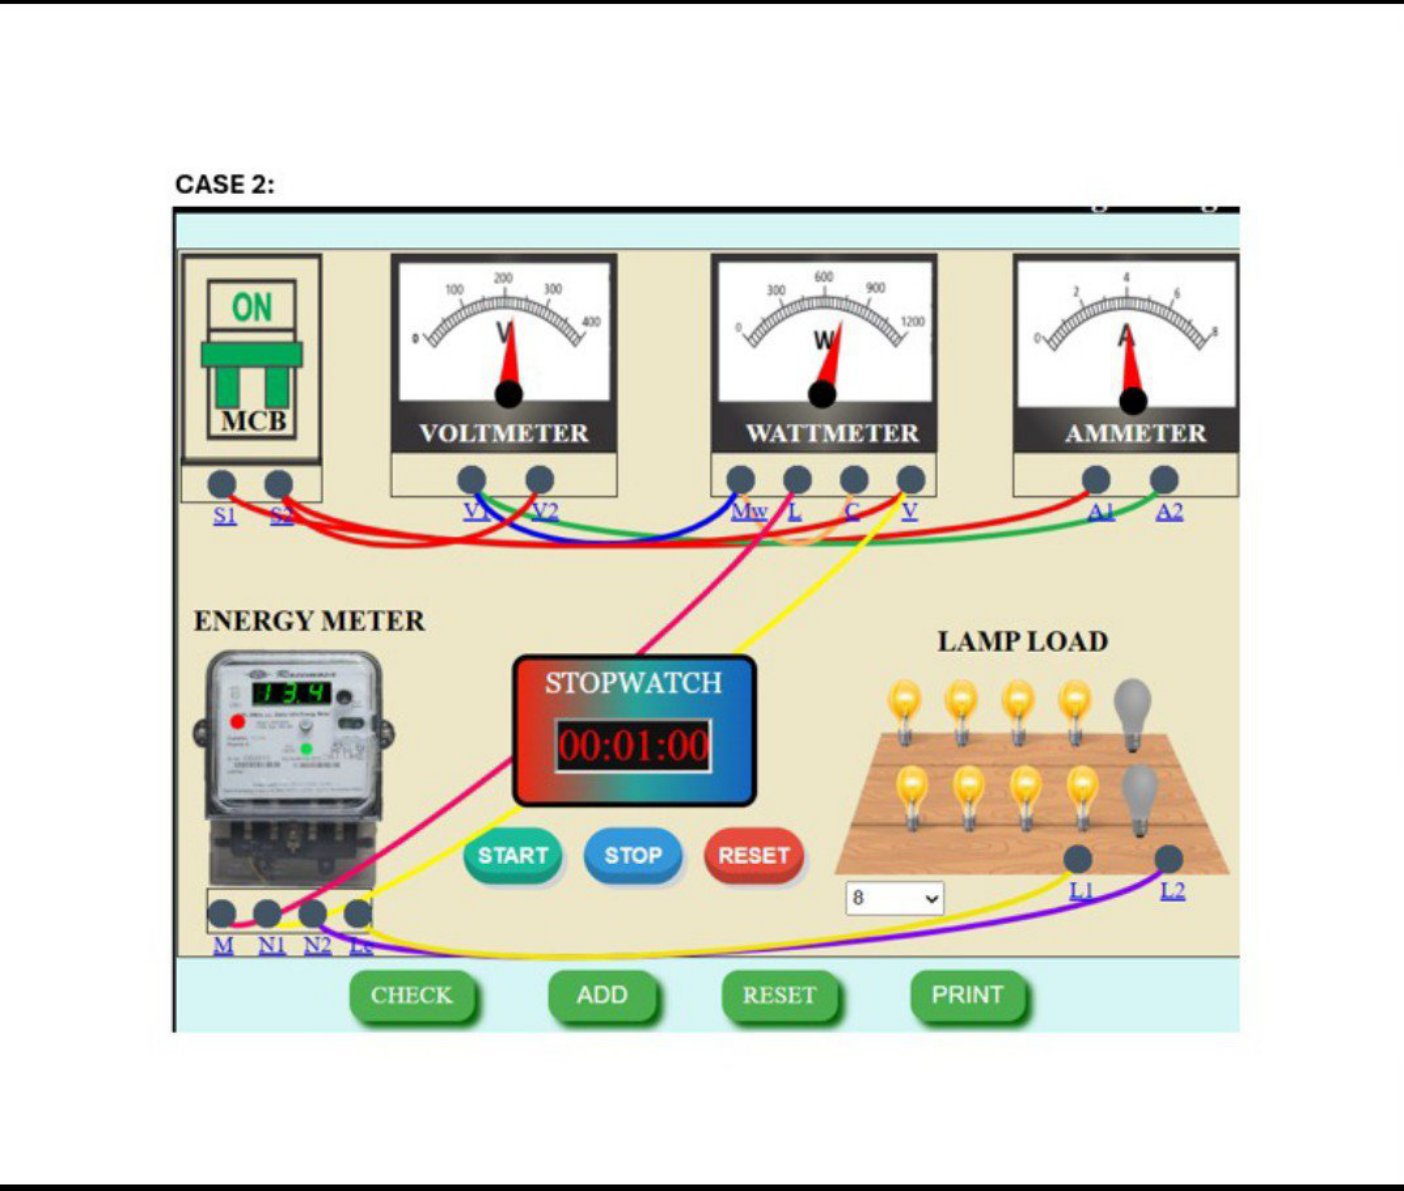 CASE 2:
ON
MCB
0 100 200 300 400
V
VOLTMETER
0 300 600 900 1200
W
WATTMETER
0 2 4 6 8
A
AMMETER
S1 S2 V1 V2 Mw L C V A1 A2
ENERGY METER
LAMP LOAD
13.4
STOPWATCH
00:01:00
START STOP RESET
8
L1 L2
M N1 N2
CHECK ADD RESET PRINT